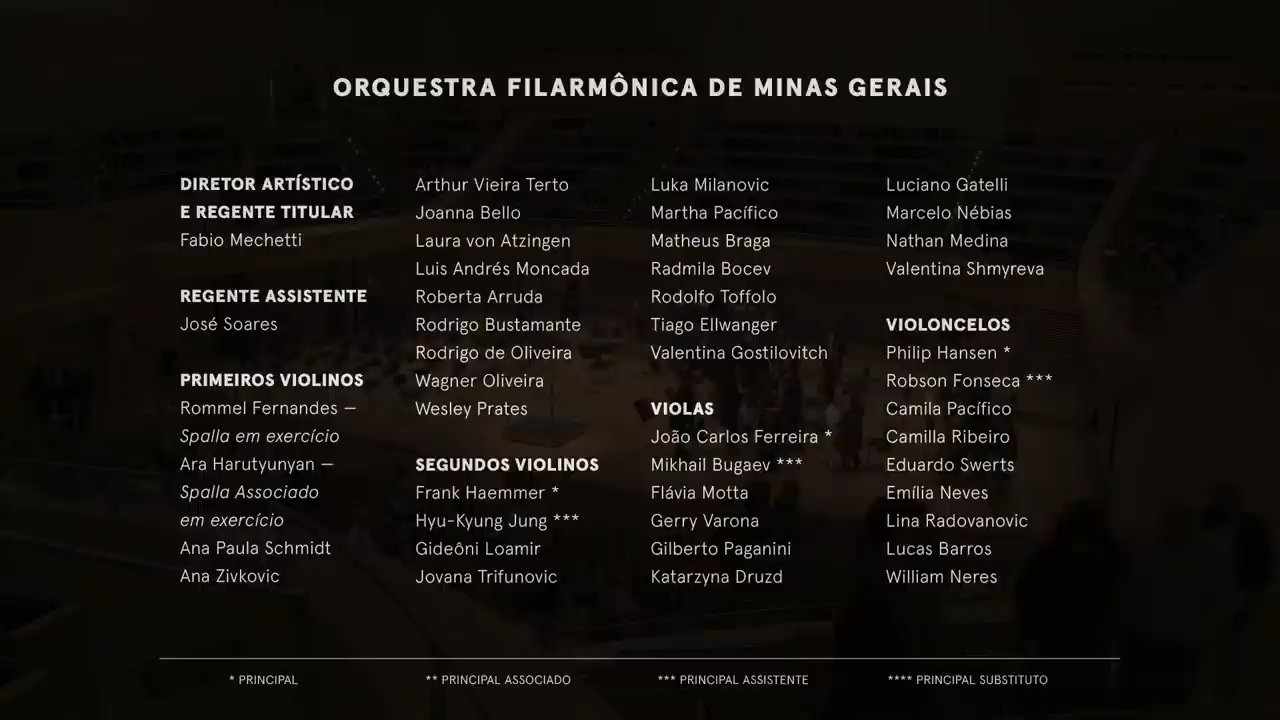 ORQUESTRA FILARMÔNICA DE MINAS GERAIS
DIRETOR ARTÍSTICO
E REGENTE TITULAR
Fabio Mechetti
REGENTE ASSISTENTE
José Soares
PRIMEIROS VIOLINOS
Rommel Fernandes —
Spalla em exercício
Ara Harutyunyan —
Spalla Associado
em exercício
Ana Paula Schmidt
Ana Zivkovic
Arthur Vieira Terto
Joanna Bello
Laura von Atzingen
Luis Andrés Moncada
Roberta Arruda
Rodrigo Bustamante
Rodrigo de Oliveira
Wagner Oliveira
Wesley Prates
SEGUNDOS VIOLINOS
Frank Haemmer *
Hyu-Kyung Jung ***
Gideôni Loamir
Jovana Trifunovic
Luka Milanovic
Martha Pacífico
Matheus Braga
Radmila Bocev
Rodolfo Toffolo
Tiago Ellwanger
Valentina Gostilovitch
VIOLAS
João Carlos Ferreira *
Mikhail Bugaev ***
Flávia Motta
Gerry Varona
Gilberto Paganini
Katarzyna Druzd
Luciano Gatelli
Marcelo Nébias
Nathan Medina
Valentina Shmyreva
VIOLONCELOS
Philip Hansen *
Robson Fonseca ***
Camila Pacífico
Camilla Ribeiro
Eduardo Swerts
Emília Neves
Lina Radovanovic
Lucas Barros
William Neres
* PRINCIPAL
** PRINCIPAL ASSOCIADO
*** PRINCIPAL ASSISTENTE
**** PRINCIPAL SUBSTITUTO